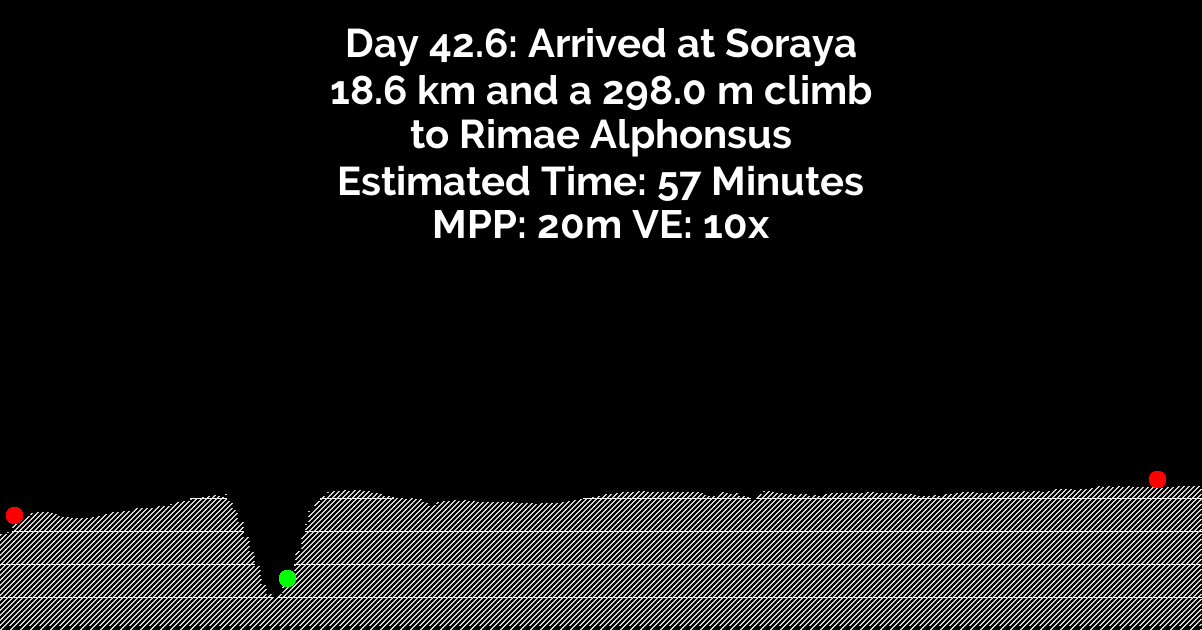 Day 42.6: Arrived at Soraya
18.6 km and a 298.0 m climb
to Rimae Alphonsus
Estimated Time: 57 Minutes
MPP: 20m VE: 10x